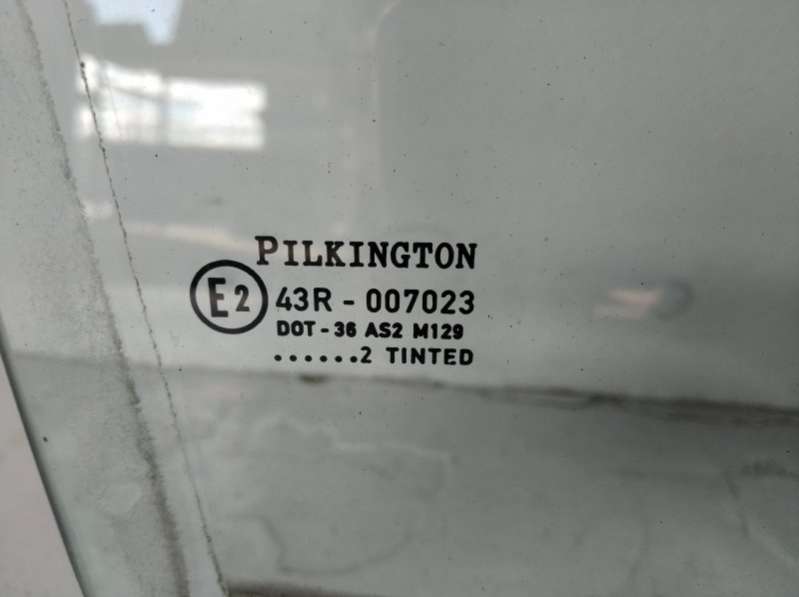 PILKINGTON
E2 43R - 007023
DOT - 36 AS2 M129
......2 TINTED